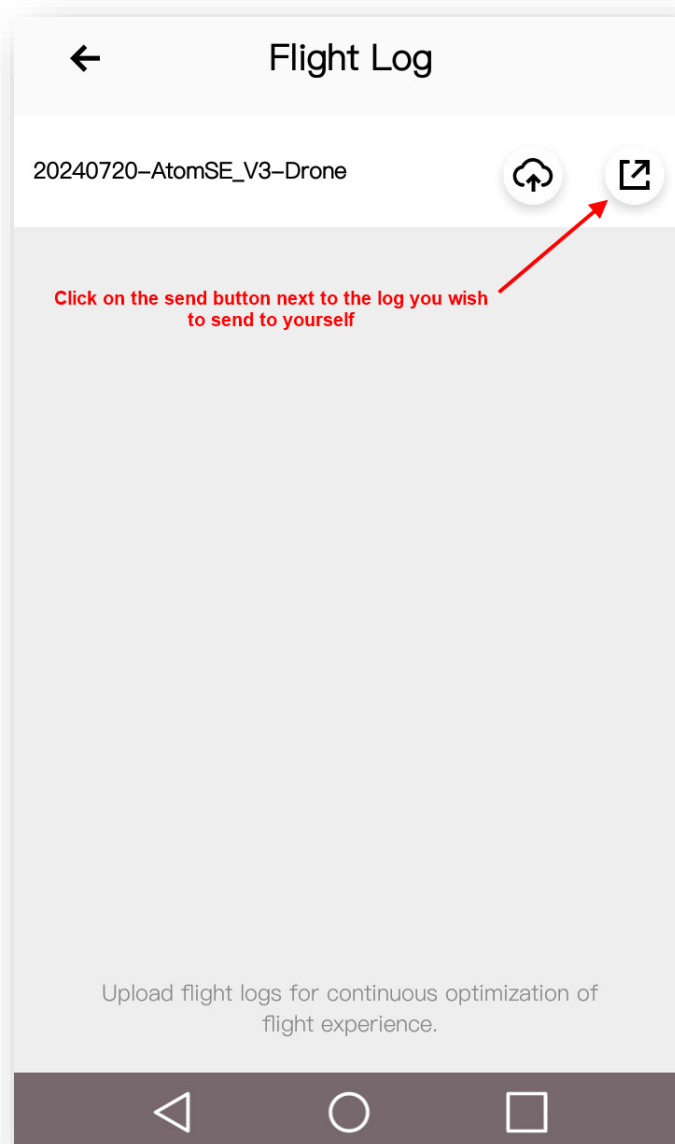 Flight Log
20240720-AtomSE_V3-Drone
Click on the send button next to the log you wish
to send to yourself
Upload flight logs for continuous optimization of
flight experience.